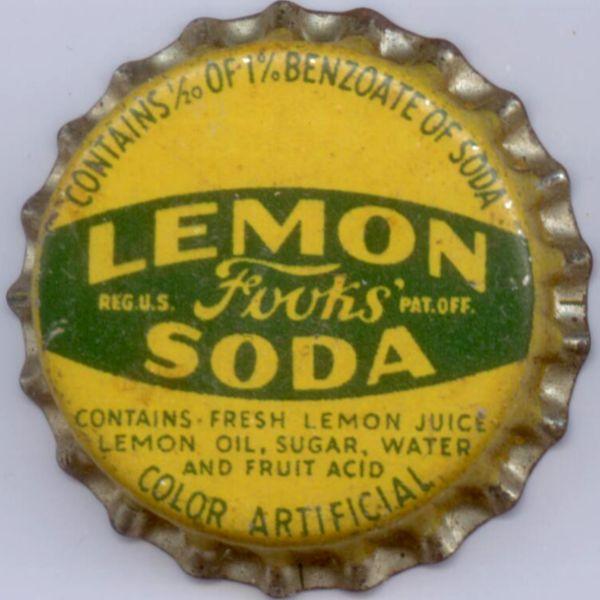 CONTAINS 1/20 OF 1% BENZOATE OF SODA
LEMON
REG. U.S. Fooks' PAT. OFF.
SODA
CONTAINS FRESH LEMON JUICE
LEMON OIL, SUGAR, WATER
AND FRUIT ACID
COLOR ARTIFICIAL